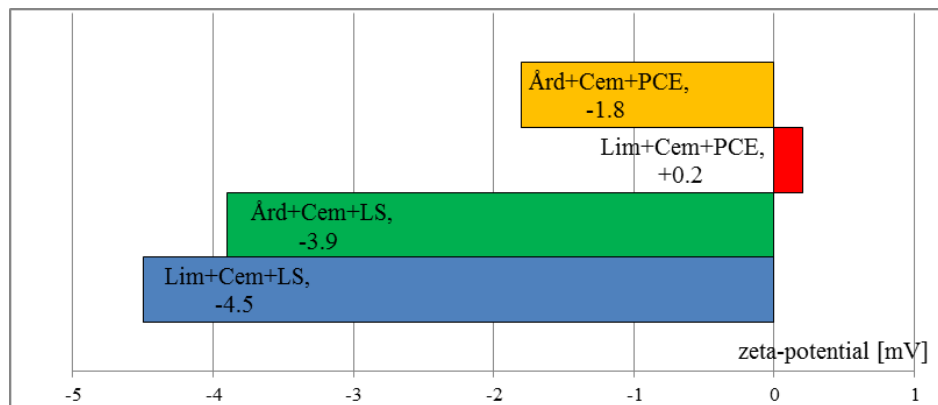 Ård+Cem+PCE,
-1.8
Lim+Cem+PCE,
+0.2
Ård+Cem+LS,
-3.9
Lim+Cem+LS,
-4.5
zeta-potential [mV]
-5 -4 -3 -2 -1 0 1